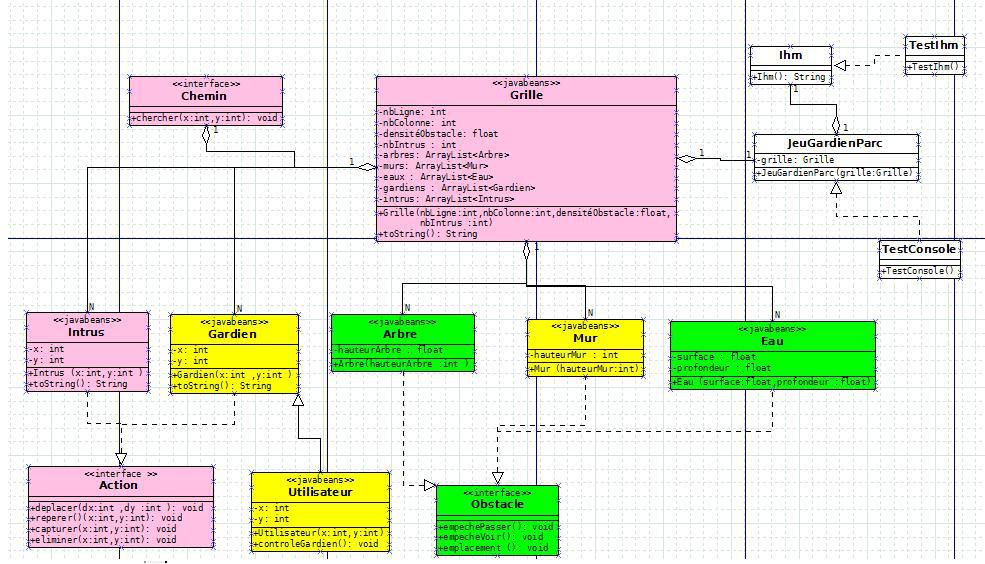 <<interface>>
Chemin
+chercher(x:int,y:int): void
1
<<javabeans>>
Grille
-nbLigne: int
-nbColonne: int
-densitéObstacle: float
-nbIntrus : int
-arbres: ArrayList<Arbre>
-murs: ArrayList<Mur>
-eaux : ArrayList<Eau>
-gardiens : ArrayList<Gardien>
-intrus: ArrayList<Intrus>
+Grille(nbLigne:int,nbColonne:int,densitéObstacle:float,
nbIntrus :int)
+toString(): String
1
1
1
1
Ihm
+Ihm(): String
1
TestIhm
+TestIhm()
1
JeuGardienParc
-grille: Grille
+JeuGardienParc(grille:Grille)
TestConsole
+TestConsole()
N
<<javabeans>>
Intrus
-x: int
-y: int
+Intrus (x:int,y:int )
+toString(): String
N
<<javabeans>>
Gardien
-x: int
-y: int
+Gardien(x:int ,y:int )
+toString(): String
N
<<javabeans>>
Arbre
-hauteurArbre : float
+Arbre(hauteurArbre :int )
N
<<javabeans>>
Mur
-hauteurMur : int
+Mur (hauteurMur:int)
N
<<javabeans>>
Eau
-surface : float
-profondeur : float
+Eau (surface:float,profondeur :float)
<<interface >>
Action
+deplacer(dx:int ,dy :int ): void
+reperer()(x:int,y:int): void
+capturer(x:int,y:int): void
+eliminer(x:int,y:int): void
<<javabeans>>
Utilisateur
-x: int
-y: int
+Utilisateur(x:int,y:int)
+controleGardien(): void
<<interface>>
Obstacle
+empechePasser(): void
+empecheVoir(): void
+emplacement (): void